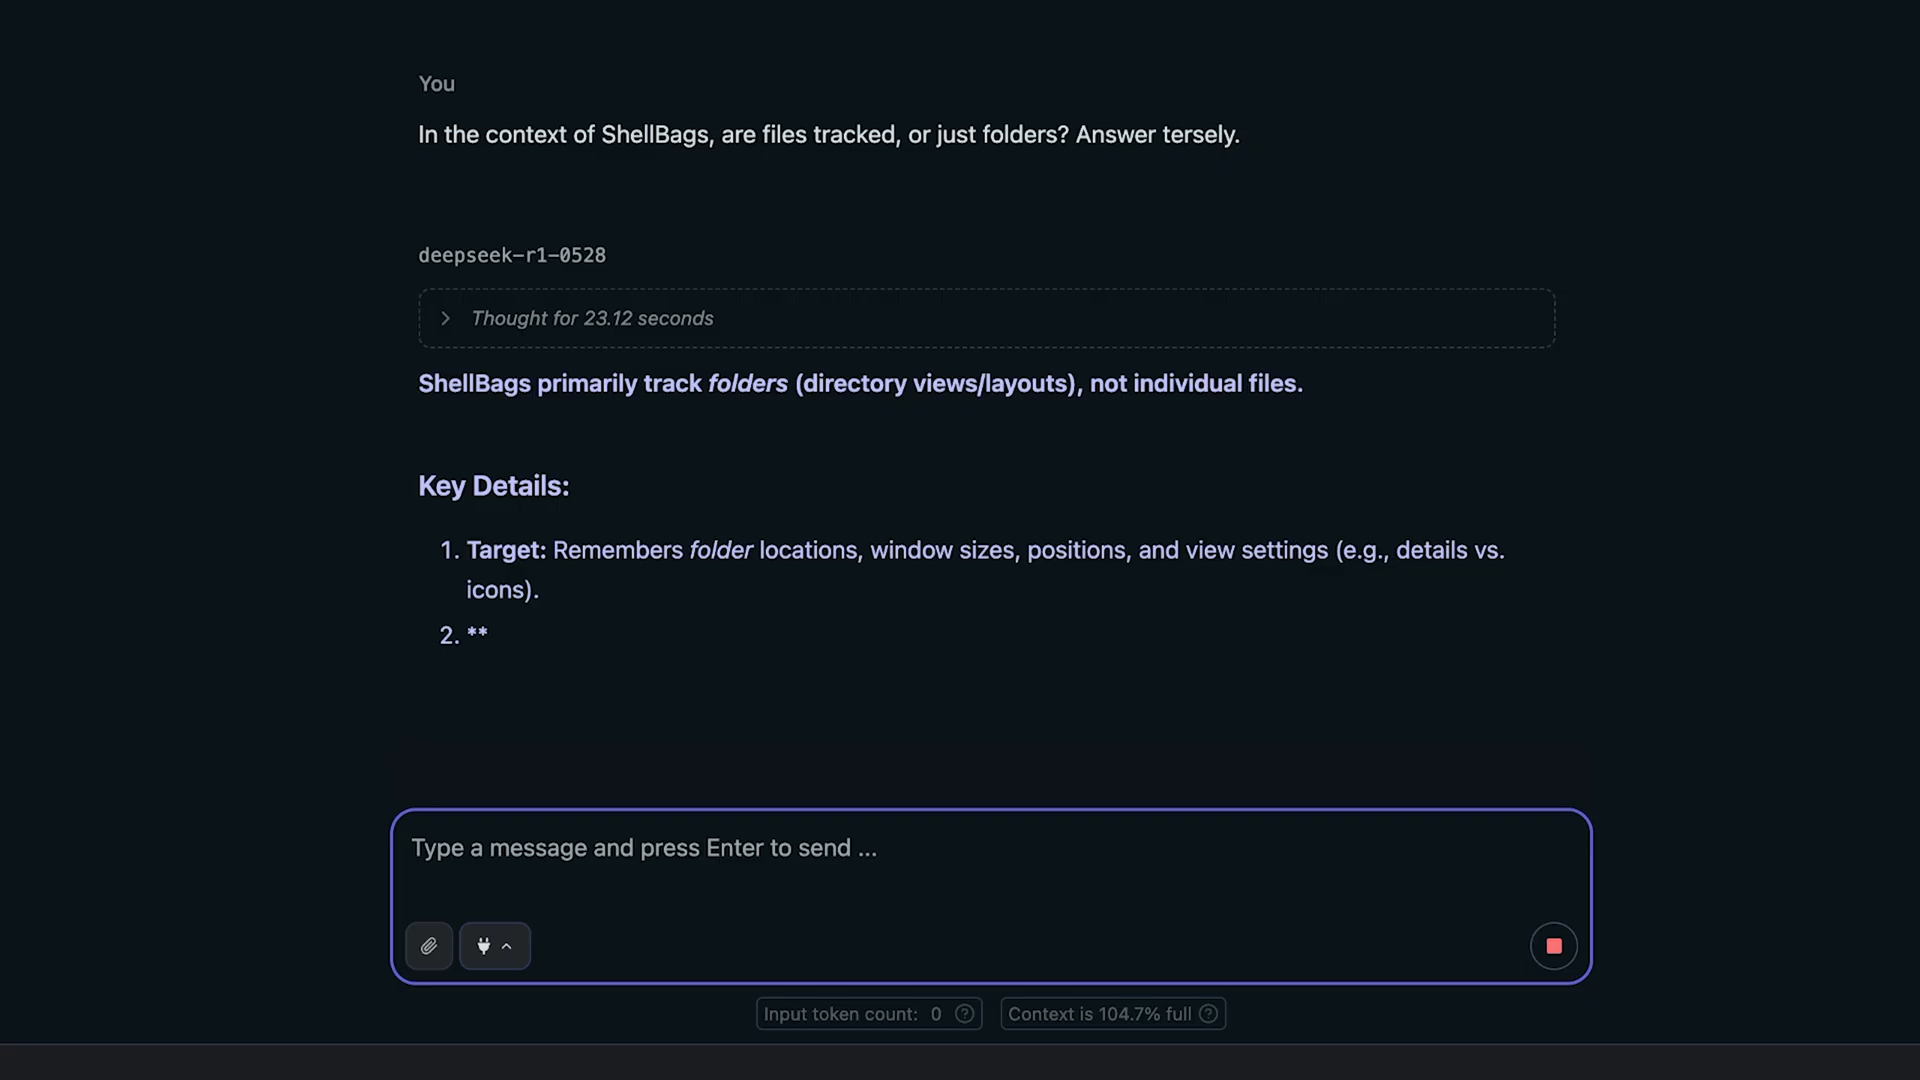 You
In the context of ShellBags, are files tracked, or just folders? Answer tersely.
deepseek-r1-0528
Thought for 23.12 seconds
ShellBags primarily track folders (directory views/layouts), not individual files.
Key Details:
1. Target: Remembers folder locations, window sizes, positions, and view settings (e.g., details vs.
icons).
2. **
Type a message and press Enter to send ...
Input token count: 0 ? Context is 104.7% full ?